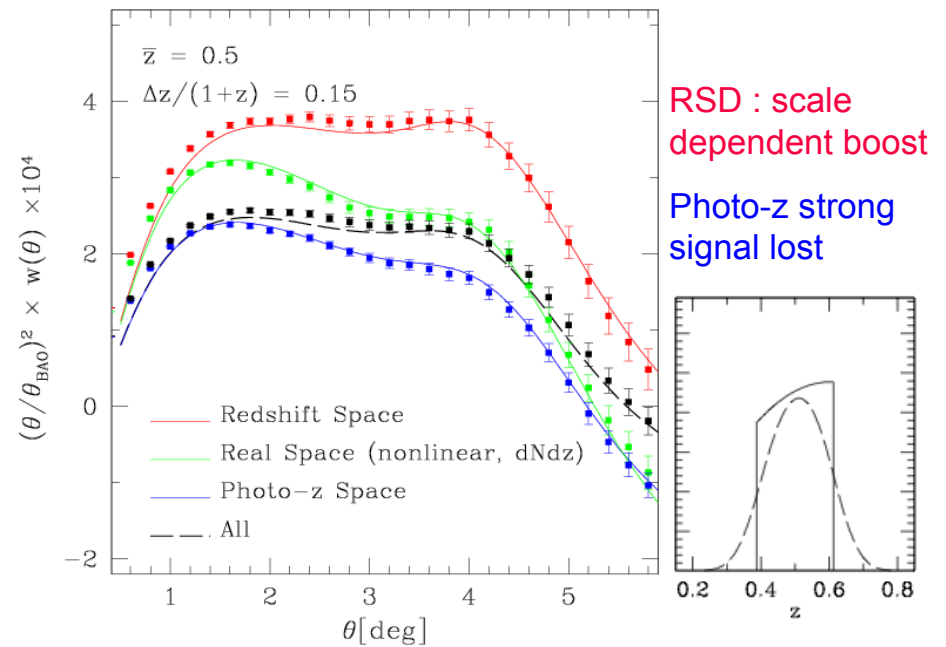 z̅ = 0.5
Δz/(1+z) = 0.15
4
2
0
−2
(θ/θ_BAO)² × w(θ) ×10⁴
Redshift Space
Real Space (nonlinear, dNdz)
Photo-z Space
All
1 2 3 4 5
θ[deg]
RSD : scale
dependent boost
Photo-z strong
signal lost
0.2 0.4 0.6 0.8
z